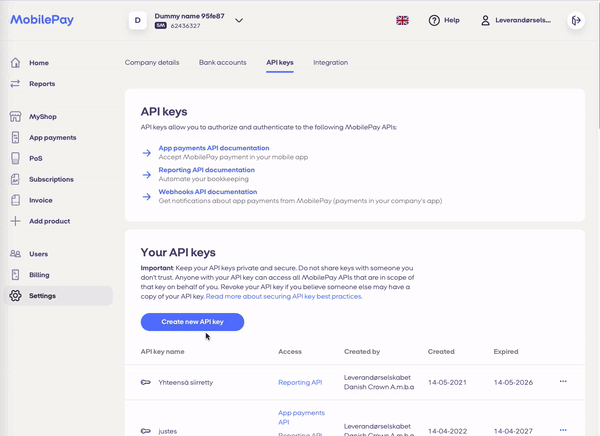 MobilePay
D
Dummy name 95fe87
SM 62436327
Help
Leverandørsels...
Home
Reports
MyShop
App payments
PoS
Subscriptions
Invoice
Add product
Users
Billing
Settings
Company details
Bank accounts
API keys
Integration
API keys
API keys allow you to authorize and authenticate to the following MobilePay APIs:
App payments API documentation
Accept MobilePay payment in your mobile app
Reporting API documentation
Automate your bookkeeping
Webhooks API documentation
Get notifications about app payments from MobilePay (payments in your company's app)
Your API keys
Important: Keep your API keys private and secure. Do not share keys with someone you
don't trust. Anyone with your API key can access all MobilePay APIs that are in scope of
that key on behalf of you. Revoke your API key if you believe someone else may have a
copy of your API key. Read more about securing API key best practices.
Create new API key
API key name
Access
Created by
Created
Expired
Yhteensä siirretty
Reporting API
Leverandørselskabet
Danish Crown A.m.b.a
14-05-2021
14-05-2026
...
justes
App payments
API
Reporting API
Leverandørselskabet
Danish Crown A.m.b.a
14-04-2022
14-04-2027
...